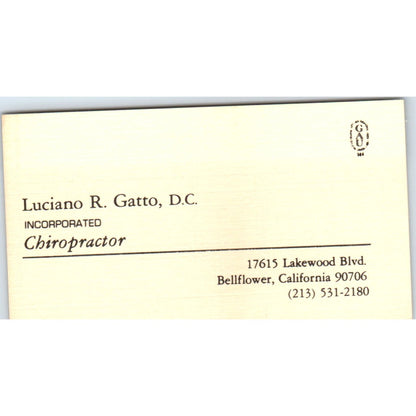 Luciano R. Gatto, D.C.
INCORPORATED
Chiropractor
17615 Lakewood Blvd.
Bellflower, California 90706
(213) 531-2180